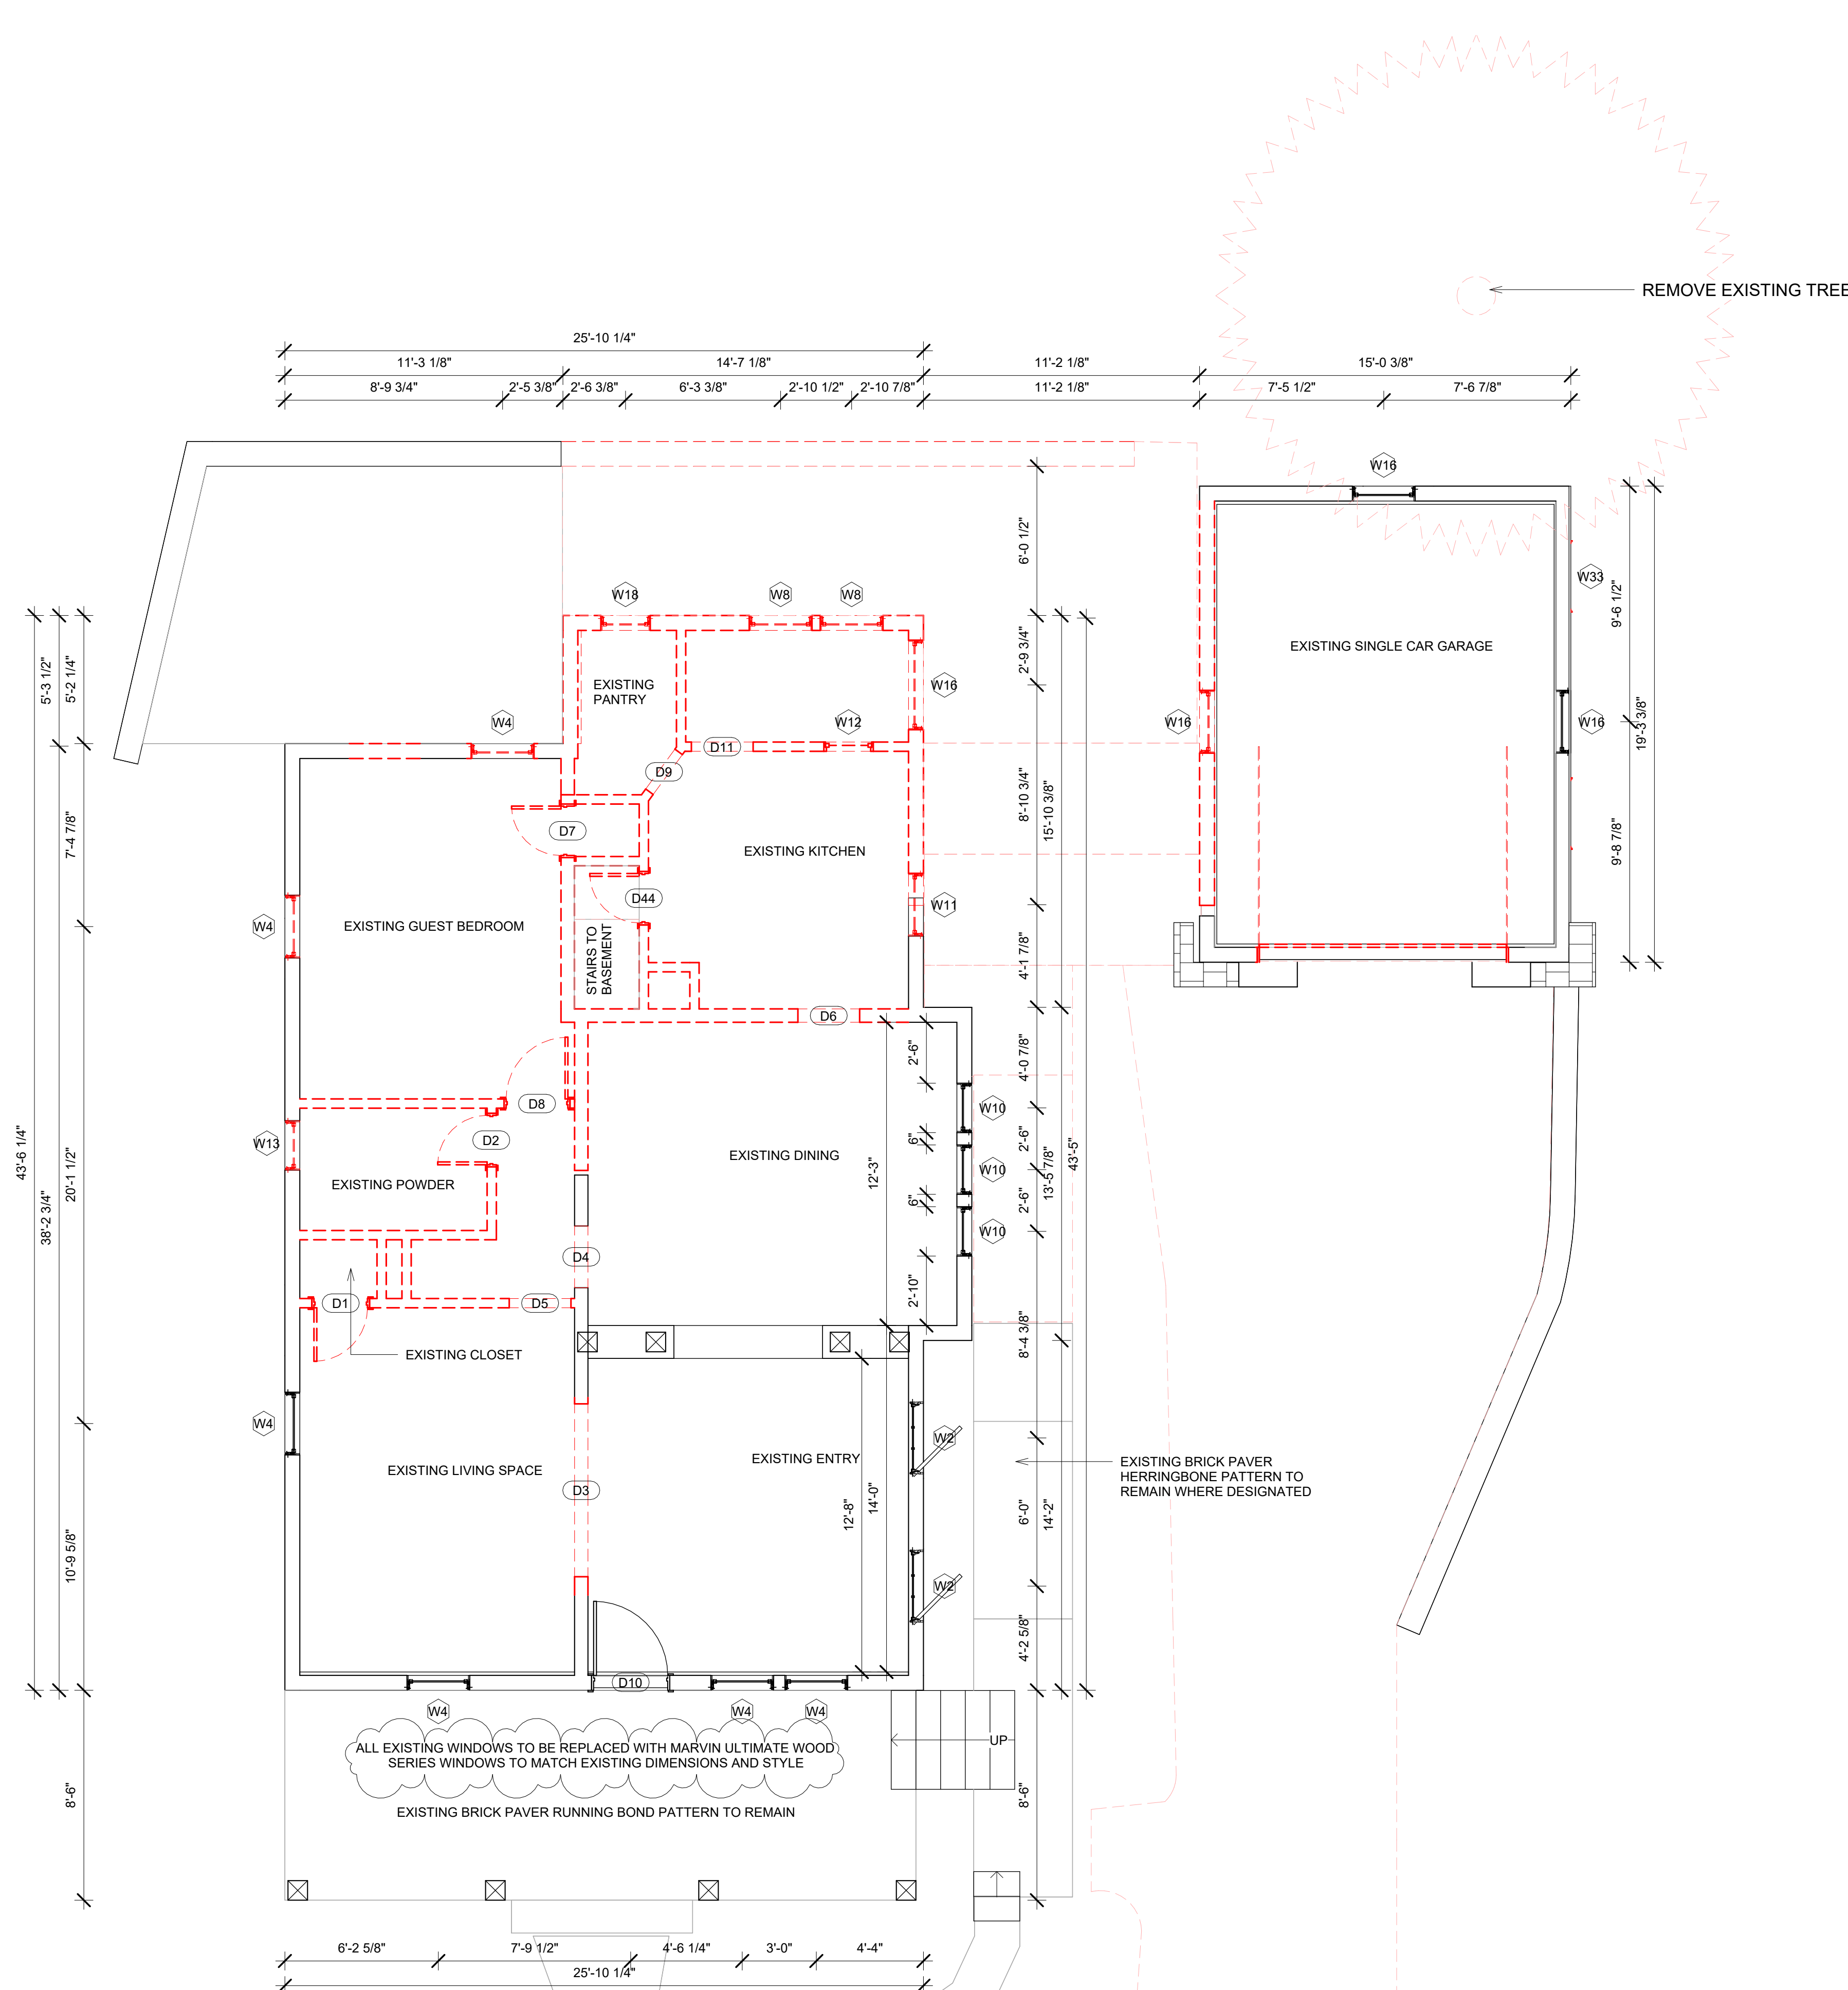 REMOVE EXISTING TREE
25'-10 1/4"
11'-3 1/8"
14'-7 1/8"
11'-2 1/8"
15'-0 3/8"
8'-9 3/4"
2'-5 3/8"
2'-6 3/8"
6'-3 3/8"
2'-10 1/2"
2'-10 7/8"
11'-2 1/8"
7'-5 1/2"
7'-6 7/8"
W16
6'-0 1/2"
W33
9'-6 1/2"
W18
W8
W8
EXISTING SINGLE CAR GARAGE
5'-3 1/2"
5'-2 1/4"
2'-9 3/4"
EXISTING
PANTRY
W16
W4
W12
W16
W16
19'-3 3/8"
D11
D9
8'-10 3/4"
15'-10 3/8"
7'-4 7/8"
D7
9'-8 7/8"
EXISTING KITCHEN
D44
W11
W4
EXISTING GUEST BEDROOM
STAIRS TO
BASEMENT
4'-1 7/8"
D6
2'-6"
4'-0 7/8"
D8
W10
W13
D2
6"
2'-6"
43'-6 1/4"
20'-1 1/2"
EXISTING DINING
43'-5"
12'-3"
W10
13'-5 7/8"
EXISTING POWDER
6"
2'-6"
38'-2 3/4"
W10
D4
2'-10"
D1
D5
8'-4 3/8"
EXISTING CLOSET
W4
W2
EXISTING LIVING SPACE
EXISTING ENTRY
EXISTING BRICK PAVER
HERRINGBONE PATTERN TO
REMAIN WHERE DESIGNATED
D3
12'-8"
14'-0"
6'-0"
14'-2"
10'-9 5/8"
W2
4'-2 5/8"
D10
W4
W4
W4
UP
ALL EXISTING WINDOWS TO BE REPLACED WITH MARVIN ULTIMATE WOOD
SERIES WINDOWS TO MATCH EXISTING DIMENSIONS AND STYLE
8'-6"
8'-6"
EXISTING BRICK PAVER RUNNING BOND PATTERN TO REMAIN
6'-2 5/8"
7'-9 1/2"
4'-6 1/4"
3'-0"
4'-4"
25'-10 1/4"